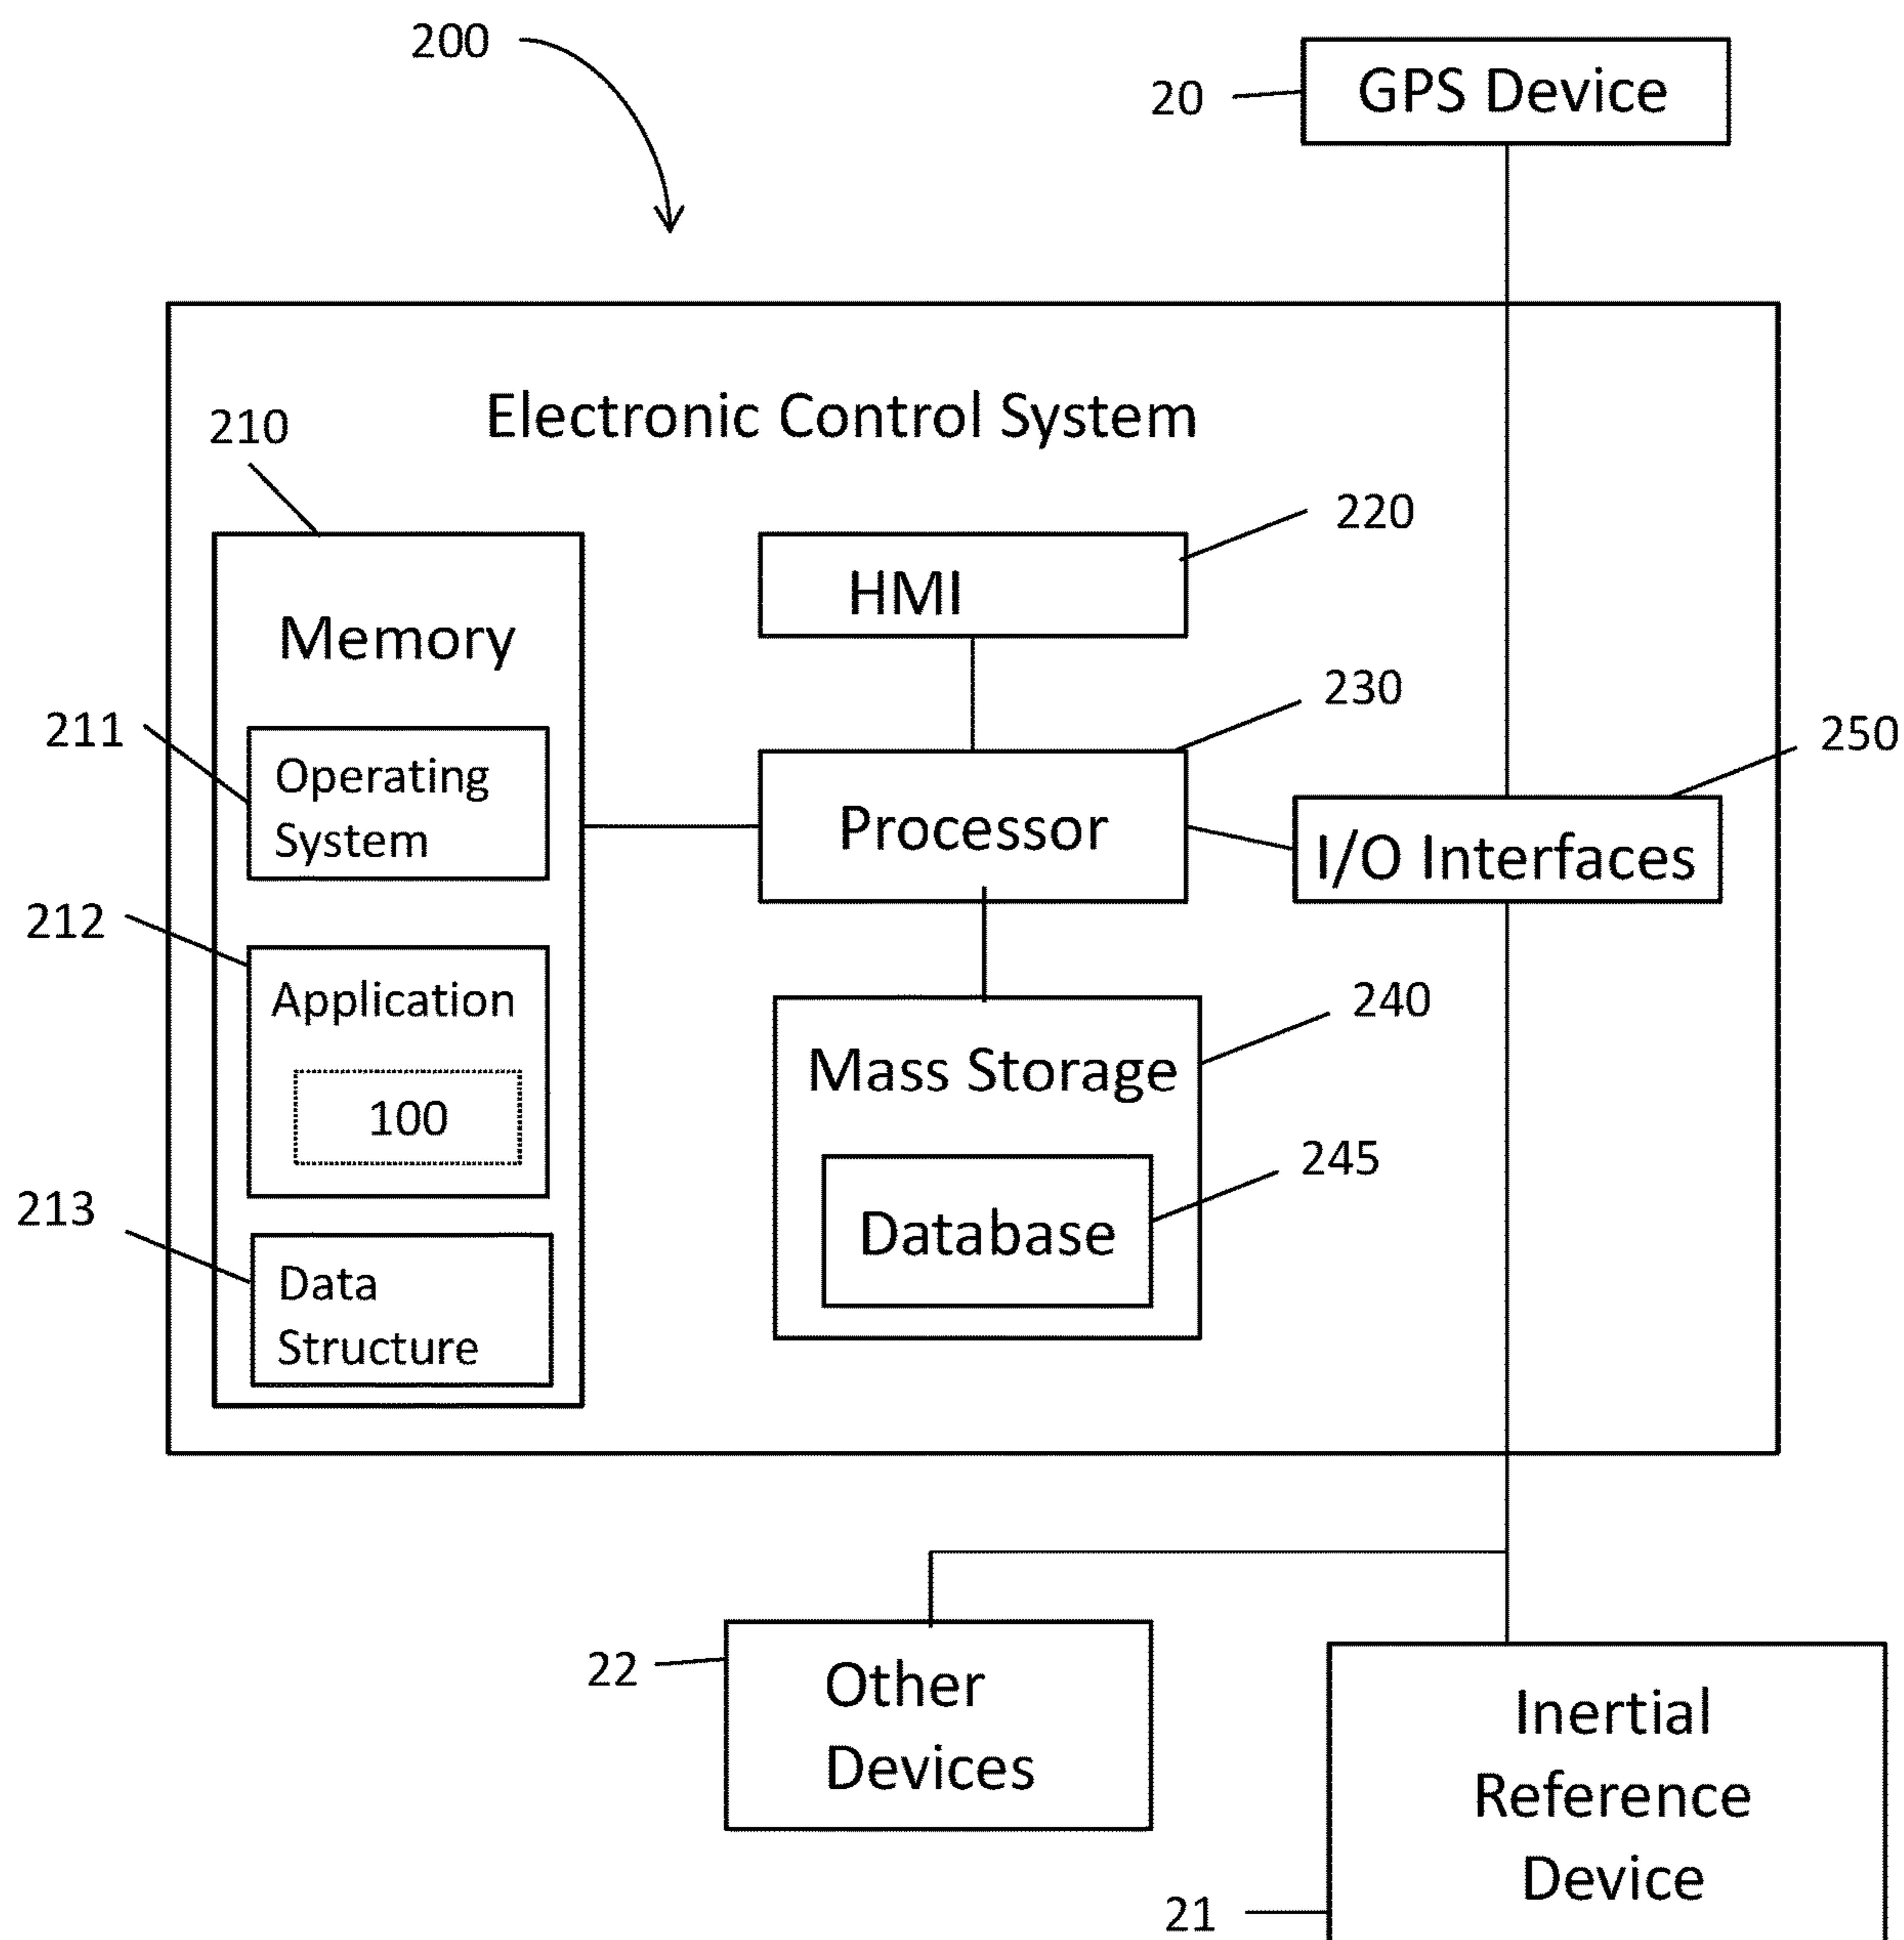 200
20
GPS Device
Electronic Control System
210
220
HMI
Memory
230
211
250
Operating
System
Processor
I/O Interfaces
212
Application
240
Mass Storage
100
245
213
Database
Data
Structure
22
Other
Devices
Inertial
Reference
Device
21